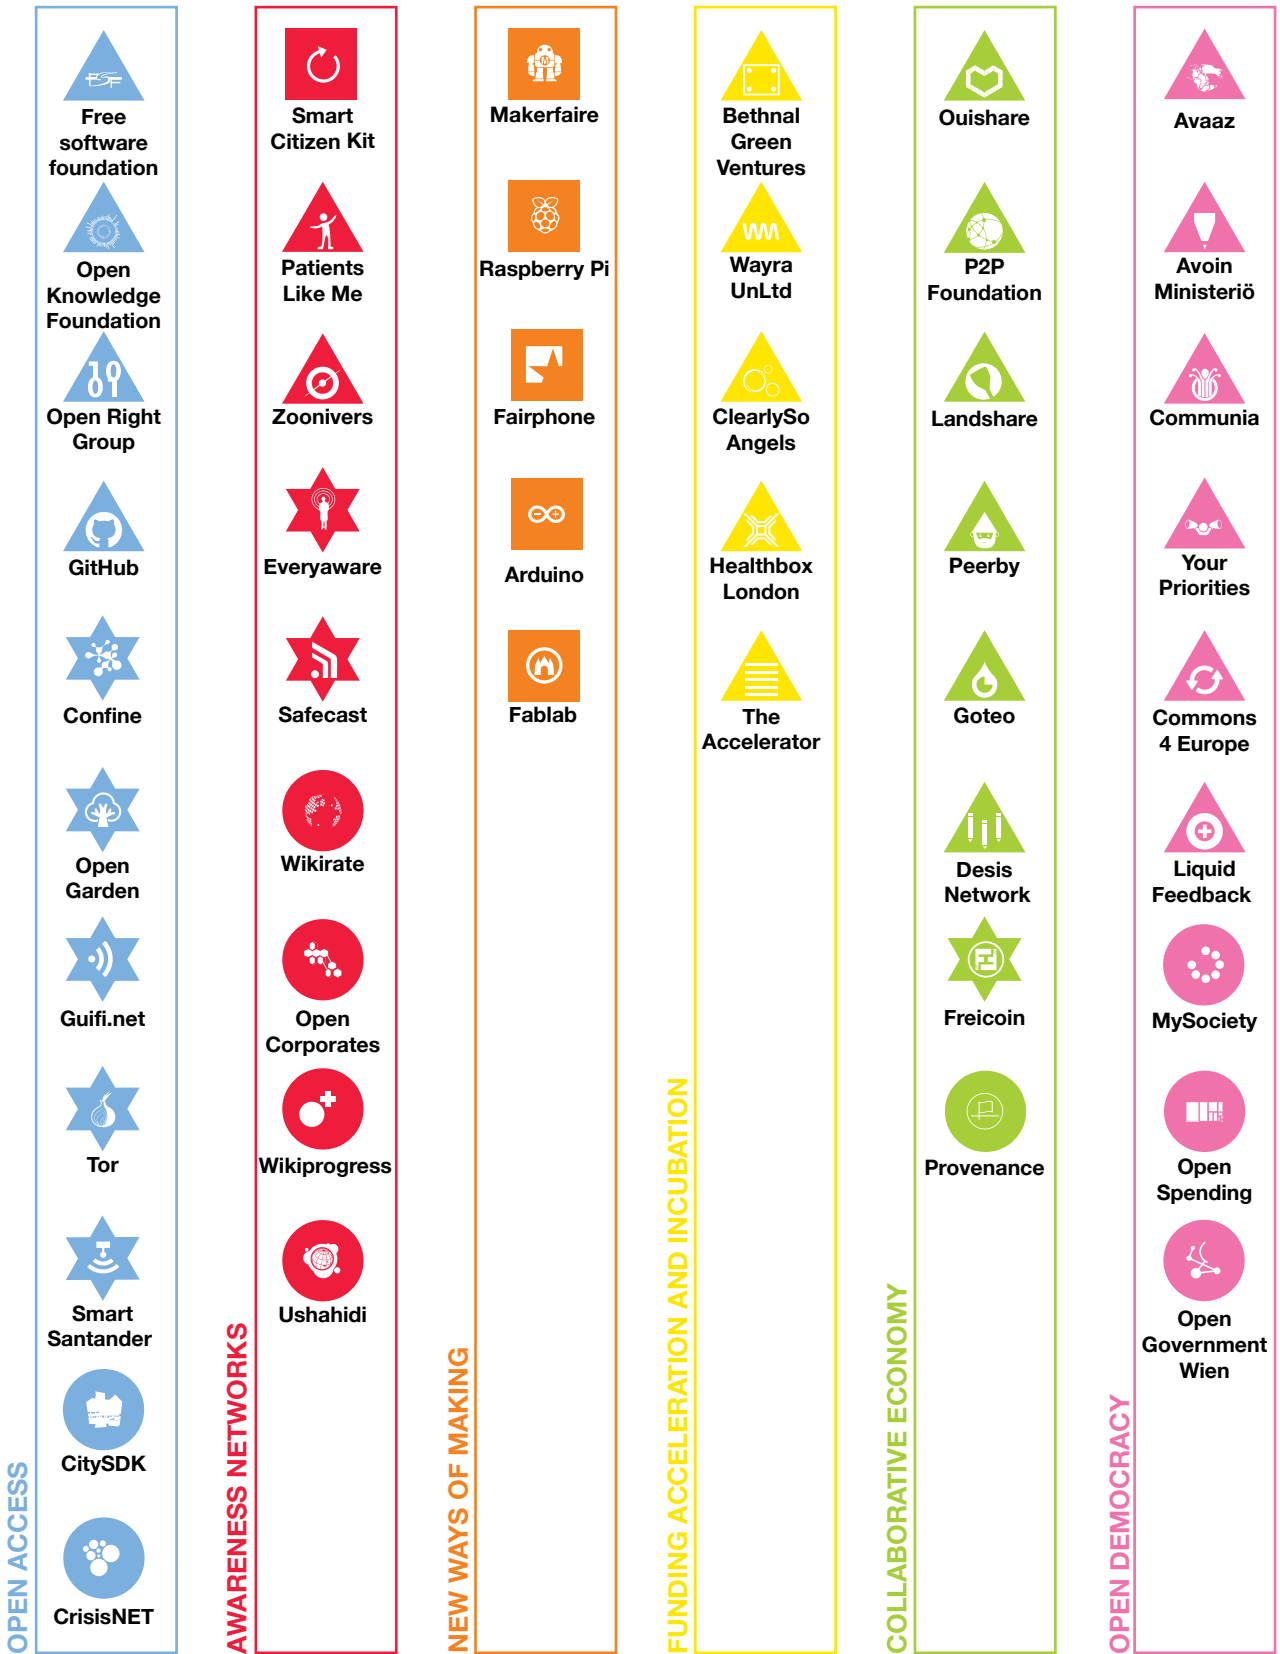 OPEN ACCESS
Free
software
foundation
Open
Knowledge
Foundation
Open Right
Group
GitHub
Confine
Open
Garden
Guifi.net
Tor
Smart
Santander
CitySDK
CrisisNET
AWARENESS NETWORKS
Smart
Citizen Kit
Patients
Like Me
Zoonivers
Everyaware
Safecast
Wikirate
Open
Corporates
Wikiprogress
Ushahidi
NEW WAYS OF MAKING
M
Makerfaire
Raspberry Pi
Fairphone
Arduino
Fablab
FUNDING ACCELERATION AND INCUBATION
Bethnal
Green
Ventures
Wayra
UnLtd
ClearlySo
Angels
Healthbox
London
The
Accelerator
COLLABORATIVE ECONOMY
Ouishare
P2P
Foundation
Landshare
Peerby
Goteo
Desis
Network
Freicoin
Provenance
OPEN DEMOCRACY
Avaaz
Avoin
Ministeriö
Communia
Your
Priorities
Commons
4 Europe
Liquid
Feedback
MySociety
Open
Spending
Open
Government
Wien